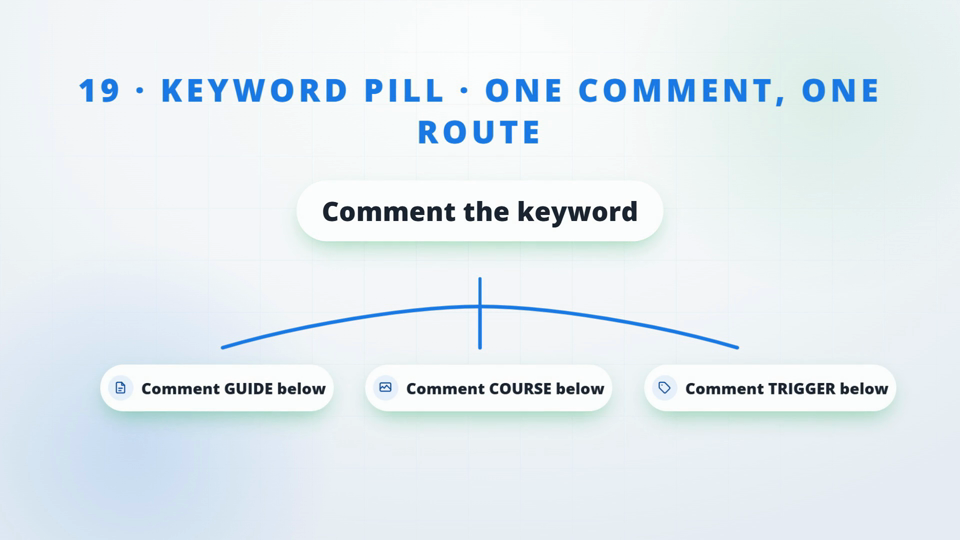 19 · KEYWORD PILL · ONE COMMENT, ONE
ROUTE
Comment the keyword
Comment GUIDE below
Comment COURSE below
Comment TRIGGER below